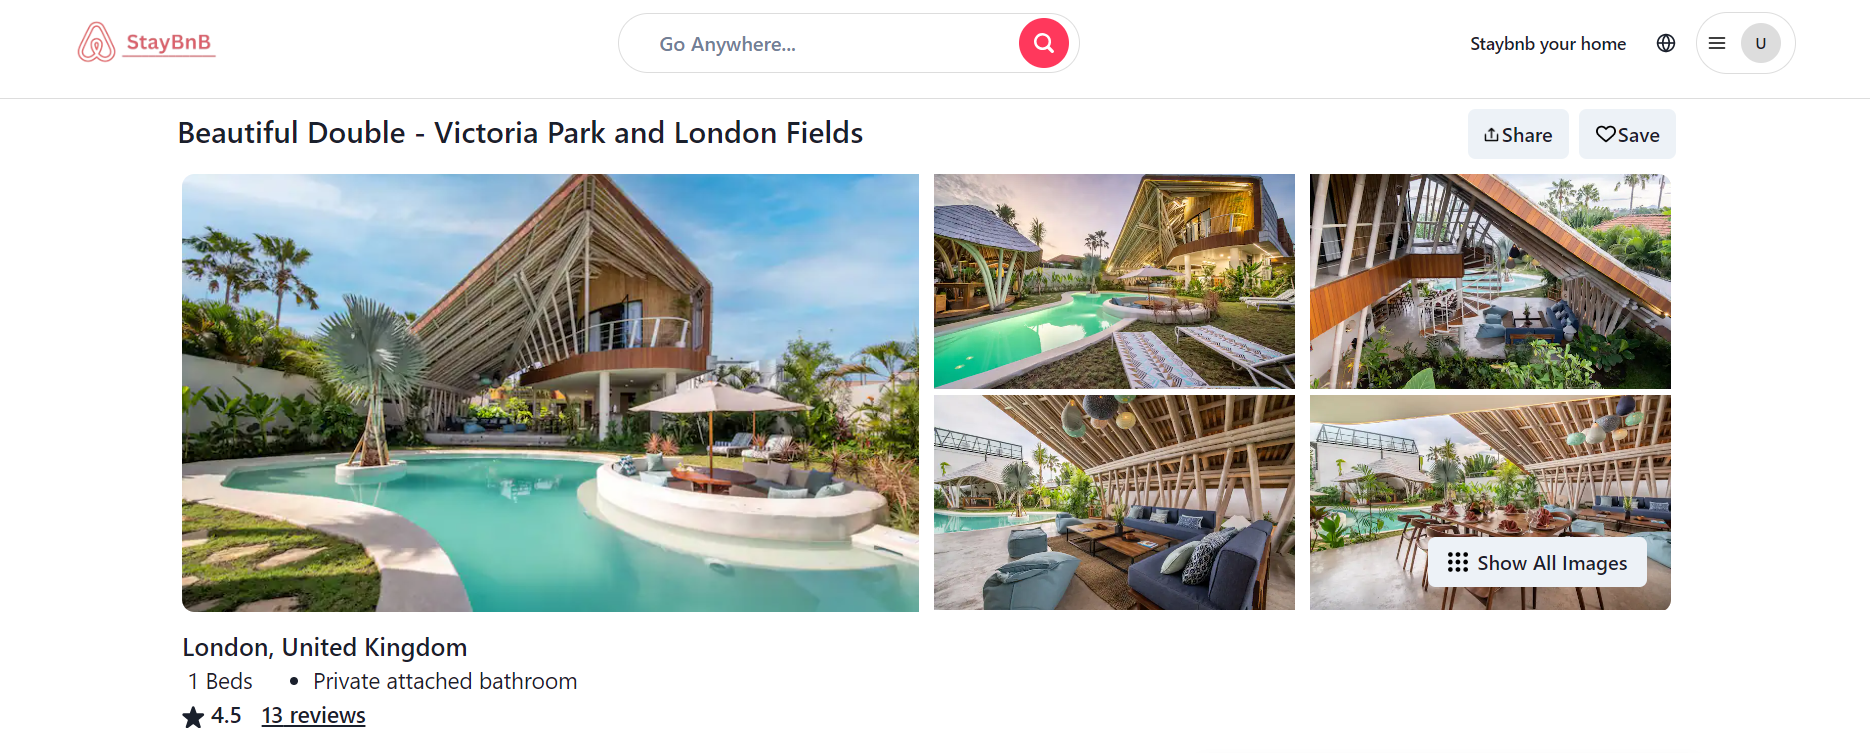 StayBnB
Go Anywhere...
Staybnb your home
U
Beautiful Double - Victoria Park and London Fields
Share
Save
Show All Images
London, United Kingdom
1 Beds • Private attached bathroom
4.5 13 reviews